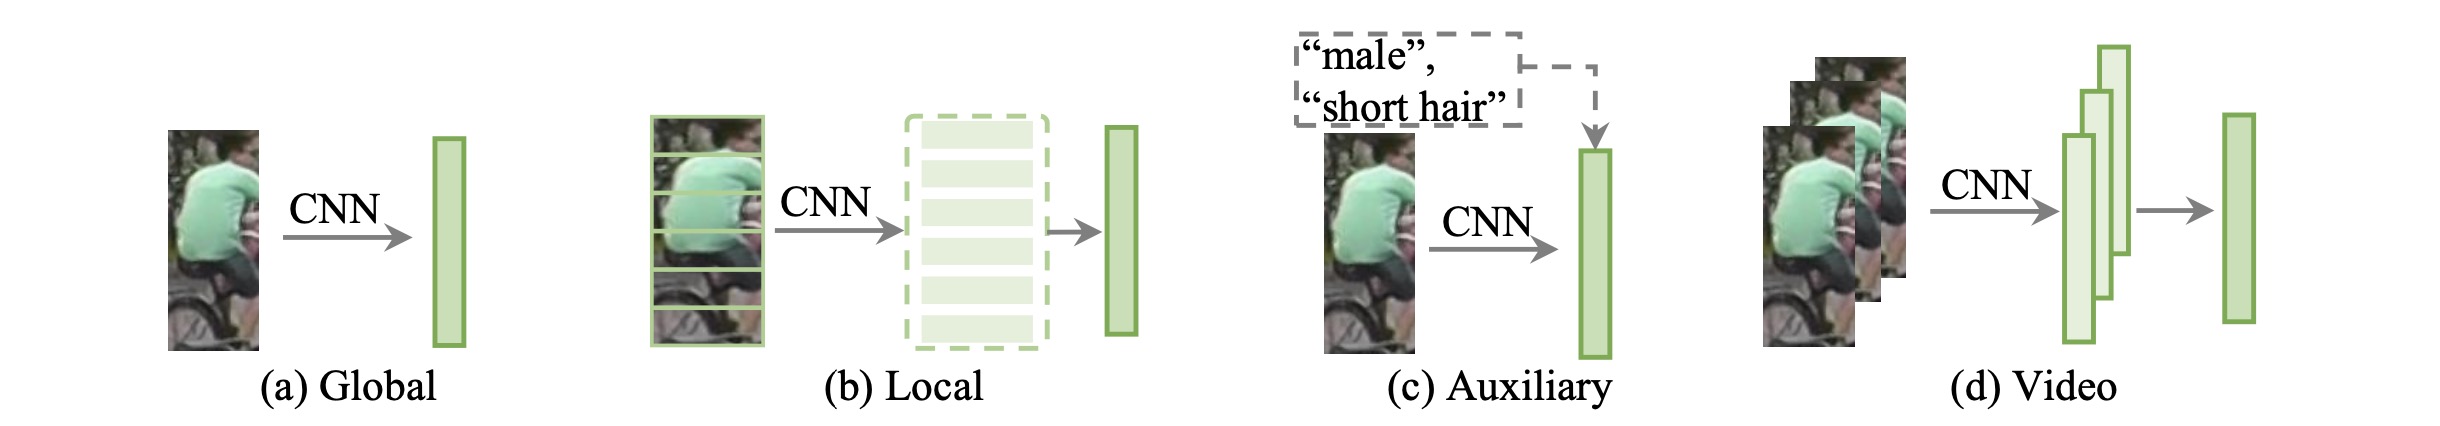 CNN
(a) Global
CNN
(b) Local
“male”,
“short hair”
CNN
(c) Auxiliary
CNN
(d) Video